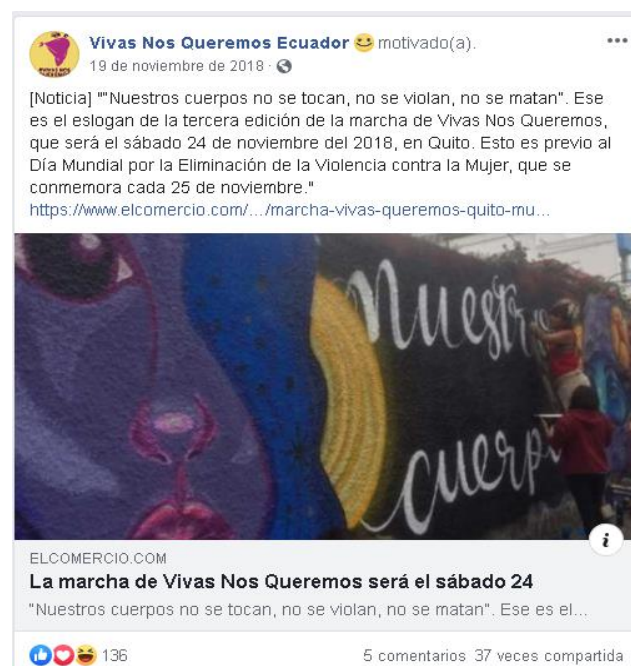 Vivas Nos Queremos Ecuador motivado(a).
19 de noviembre de 2018 ·
[Noticia] ""Nuestros cuerpos no se tocan, no se violan, no se matan". Ese
es el eslogan de la tercera edición de la marcha de Vivas Nos Queremos,
que será el sábado 24 de noviembre del 2018, en Quito. Esto es previo al
Día Mundial por la Eliminación de la Violencia contra la Mujer, que se
conmemora cada 25 de noviembre."
https://www.elcomercio.com/.../marcha-vivas-queremos-quito-mu...
Nuestr
cuerp
i
ELCOMERCIO.COM
La marcha de Vivas Nos Queremos será el sábado 24
"Nuestros cuerpos no se tocan, no se violan, no se matan". Ese es el...
136 5 comentarios 37 veces compartida